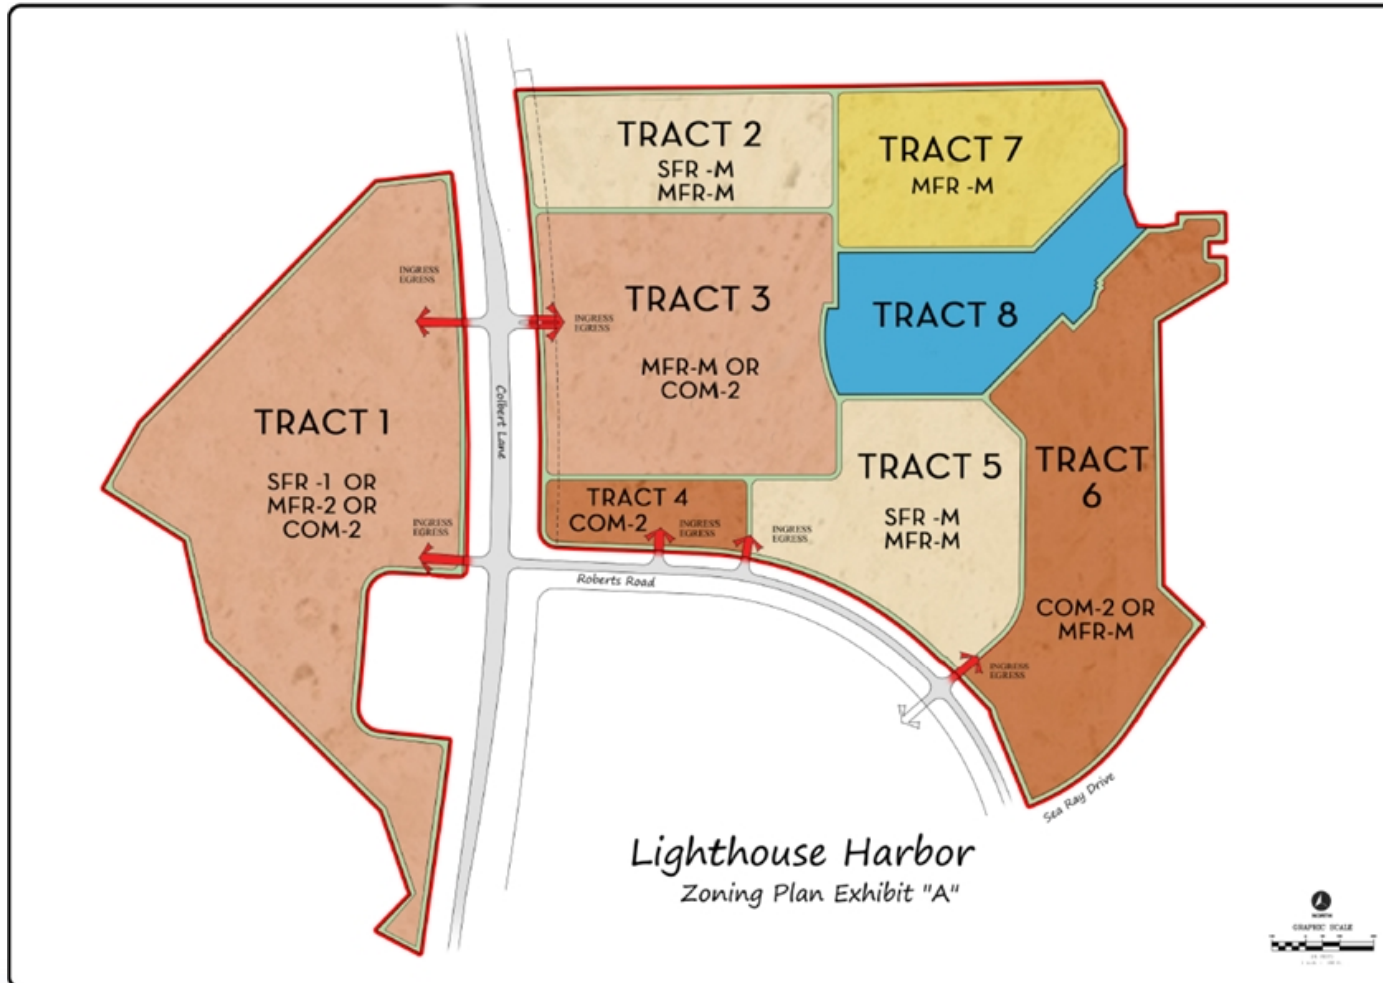 TRACT 2
SFR -M
MFR-M
TRACT 7
MFR -M
INGRESS
EGRESS
TRACT 3
MFR-M OR
COM-2
INGRESS
EGRESS
TRACT 8
Colbert Lane
TRACT 1
SFR -1 OR
MFR-2 OR
COM-2
INGRESS
EGRESS
TRACT 4
COM-2
INGRESS
EGRESS
TRACT 5
SFR -M
MFR-M
INGRESS
EGRESS
TRACT
6
COM-2 OR
MFR-M
Roberts Road
INGRESS
EGRESS
Sea Ray Drive
Lighthouse Harbor
Zoning Plan Exhibit "A"
NORTH
GRAPHIC SCALE